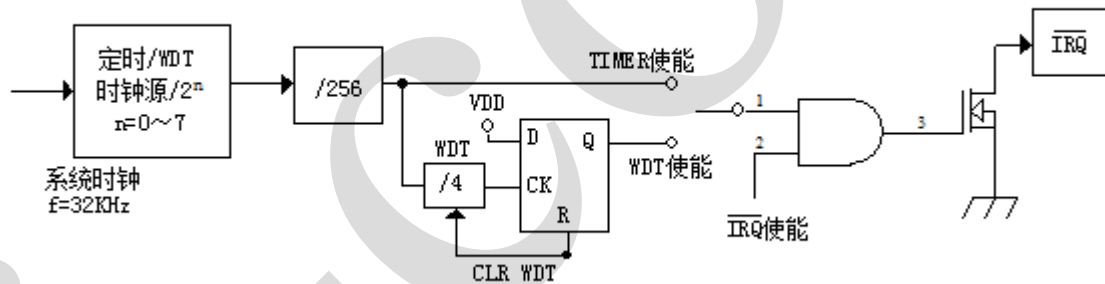 定时/WDT
时钟源/2ⁿ
n=0～7
系统时钟
f=32KHz
/256
TIMER使能
VDD
D
Q
WDT
/4
CK
R
CLR WDT
WDT使能
1
2
3
IRQ使能
IRQ